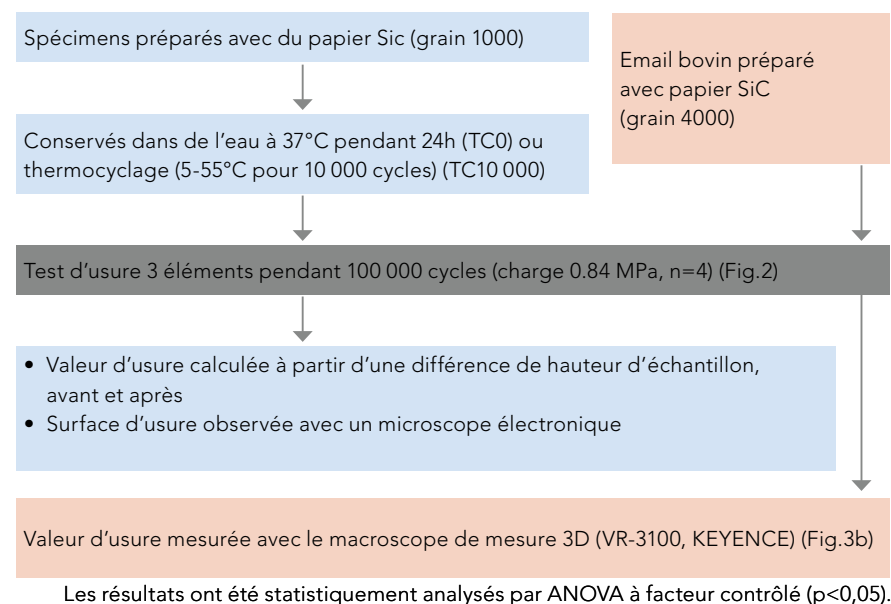 Spécimens préparés avec du papier Sic (grain 1000)
Email bovin préparé
avec papier SiC
(grain 4000)
Conservés dans de l'eau à 37°C pendant 24h (TC0) ou
thermocyclage (5-55°C pour 10 000 cycles) (TC10 000)
Test d'usure 3 éléments pendant 100 000 cycles (charge 0.84 MPa, n=4) (Fig.2)
• Valeur d'usure calculée à partir d'une différence de hauteur d'échantillon,
avant et après
• Surface d'usure observée avec un microscope électronique
Valeur d'usure mesurée avec le macroscope de mesure 3D (VR-3100, KEYENCE) (Fig.3b)
Les résultats ont été statistiquement analysés par ANOVA à facteur contrôlé (p<0,05).